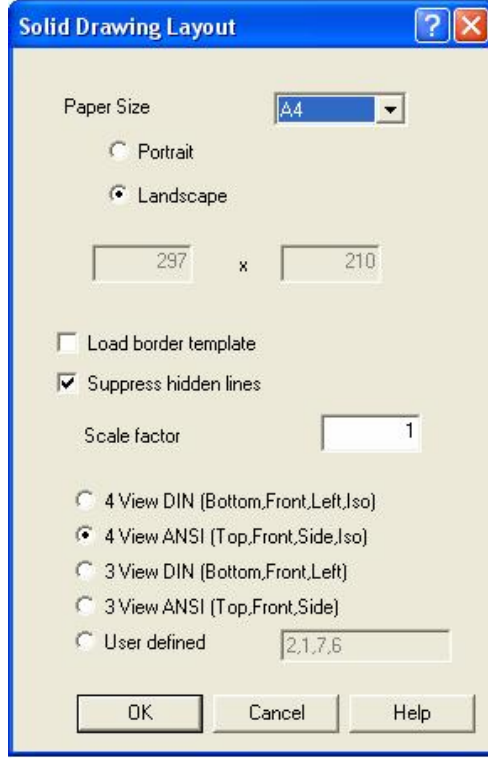 Solid Drawing Layout
Paper Size A4
Portrait
Landscape
297 x 210
Load border template
Suppress hidden lines
Scale factor 1
4 View DIN (Bottom,Front,Left,Iso)
4 View ANSI (Top,Front,Side,Iso)
3 View DIN (Bottom,Front,Left)
3 View ANSI (Top,Front,Side)
User defined 2,1,7,6
OK Cancel Help